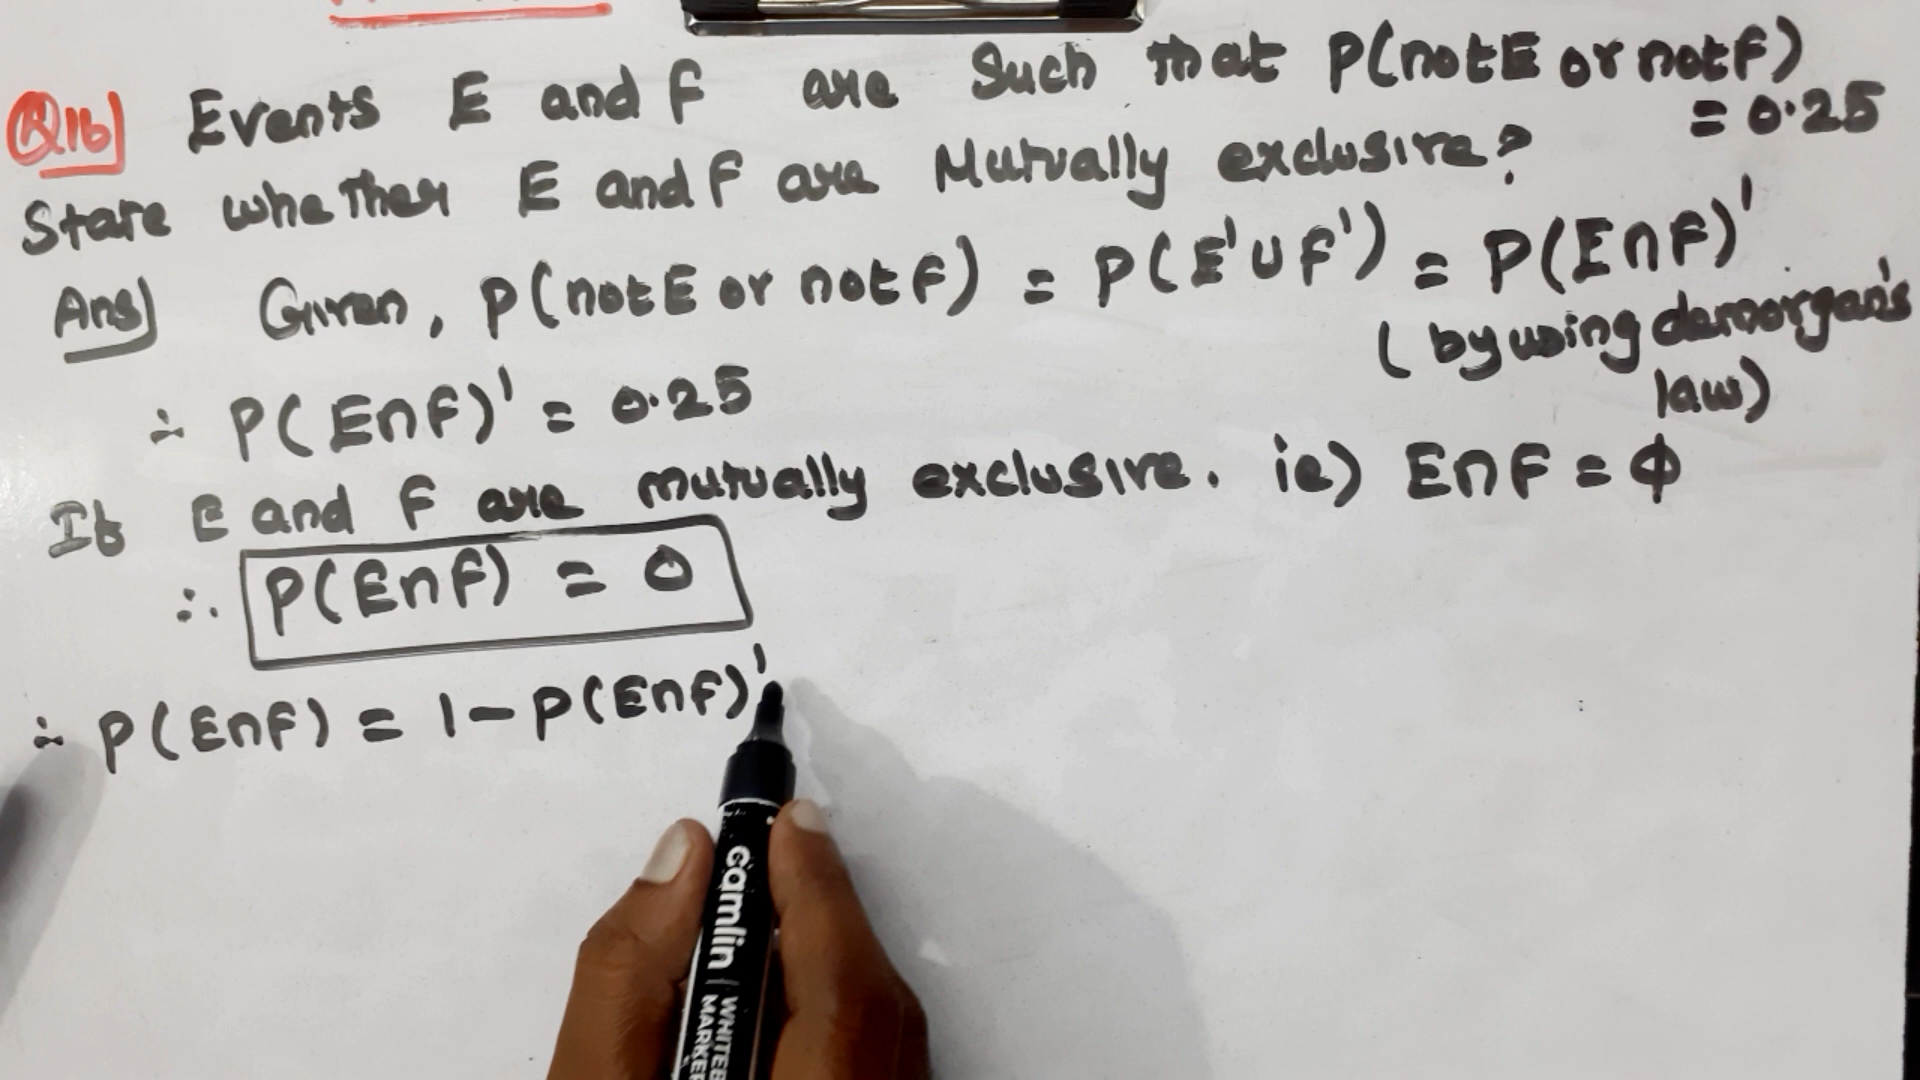 Q16) Events E and F are Such that P(not E or not F)
= 0.25
State whether E and F are Mutually exclusive?
Ans) Given, P(not E or not F) = P(E'∪F') = P(E∩F)'
(by using demorgan's
law)
∴ P(E∩F)' = 0.25
If E and F are mutually exclusive. ie) E∩F = ϕ
∴ P(E∩F) = 0
∴ P(E∩F) = 1-P(E∩F)'
camlin
WHITEB
MARKER